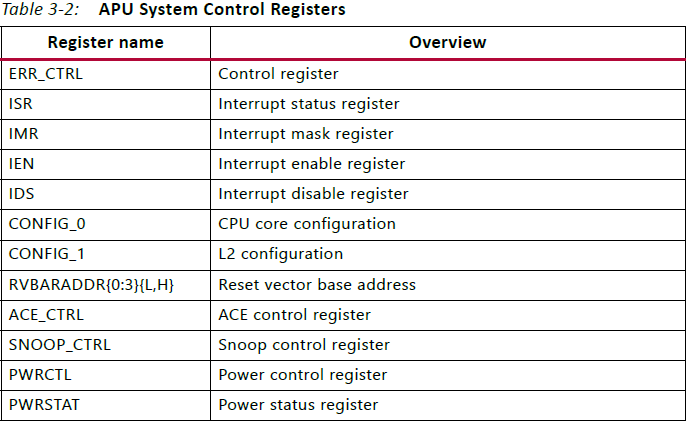 Table 3-2: APU System Control Registers
Register name Overview
ERR_CTRL Control register
ISR Interrupt status register
IMR Interrupt mask register
IEN Interrupt enable register
IDS Interrupt disable register
CONFIG_0 CPU core configuration
CONFIG_1 L2 configuration
RVBARADDR{0:3}{L,H} Reset vector base address
ACE_CTRL ACE control register
SNOOP_CTRL Snoop control register
PWRCTL Power control register
PWRSTAT Power status register